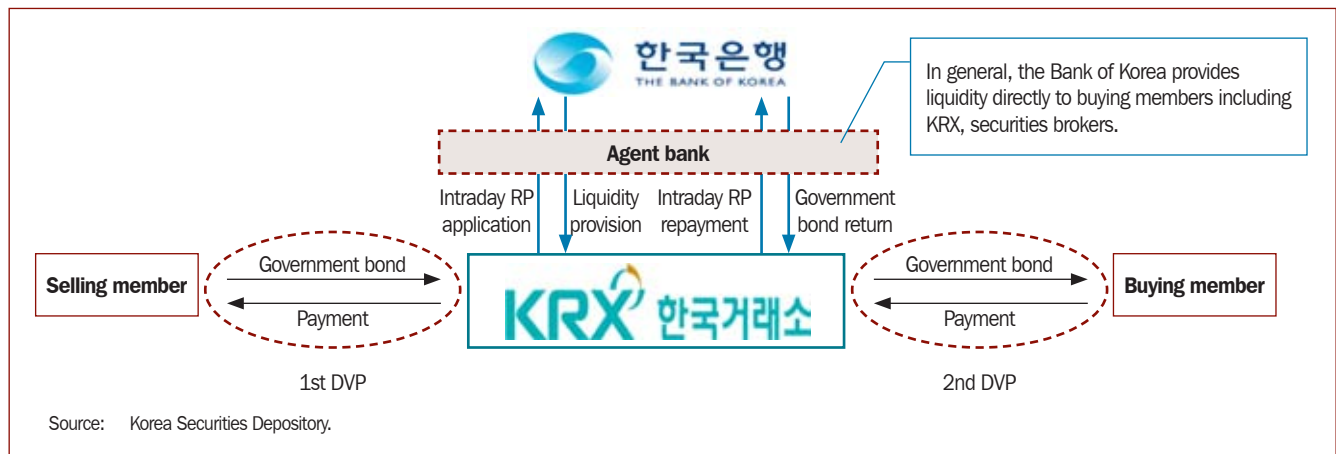 한국은행
THE BANK OF KOREA
In general, the Bank of Korea provides
liquidity directly to buying members including
KRX, securities brokers.
Agent bank
Intraday RP
application
Liquidity
provision
Intraday RP
repayment
Government
bond return
Selling member
Government bond
Payment
KRX 한국거래소
Government bond
Payment
Buying member
1st DVP
2nd DVP
Source: Korea Securities Depository.